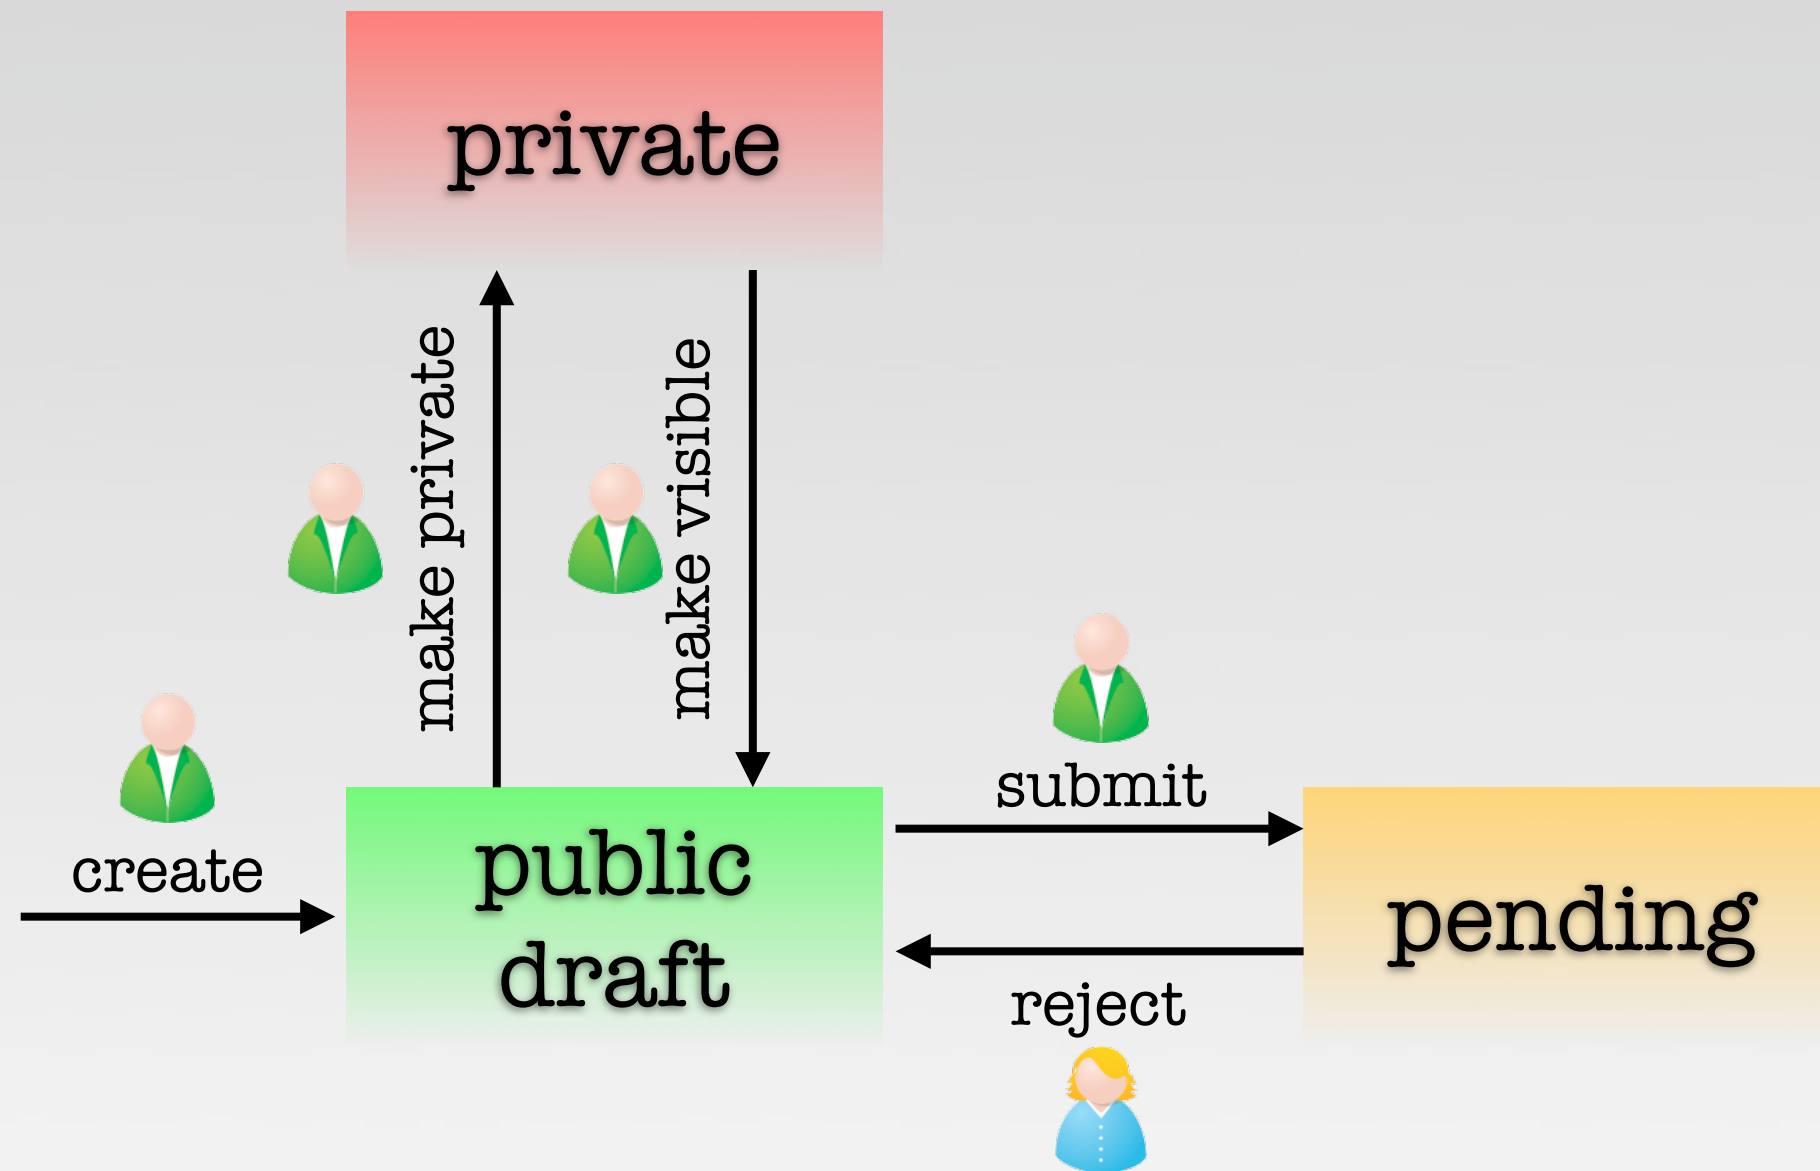 private
make private
make visible
submit
create
public
draft
pending
reject